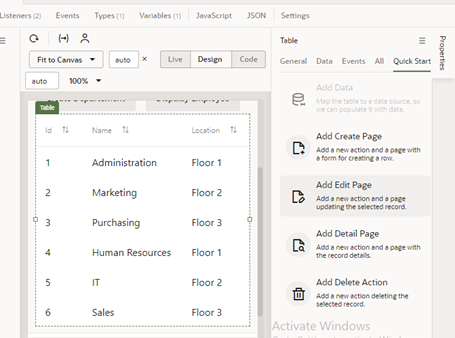 Listeners (2) Events Types (1) Variables (1) JavaScript JSON Settings
Fit to Canvas auto Live Design Code
auto 100%
Display Employee
Table
Id Name Location
1 Administration Floor 1
2 Marketing Floor 2
3 Purchasing Floor 3
4 Human Resources Floor 1
5 IT Floor 2
6 Sales Floor 3
Table
General Data Events All Quick Start
Properties
Add Data
Map the table to a data source, so
we can populate it with data.
Add Create Page
Add a new action and a page with
a form for creating a row.
Add Edit Page
Add a new action and a page
updating the selected record.
Add Detail Page
Add a new action and a page with
the record details.
Add Delete Action
Add a new action deleting the
selected record.
Activate Windows